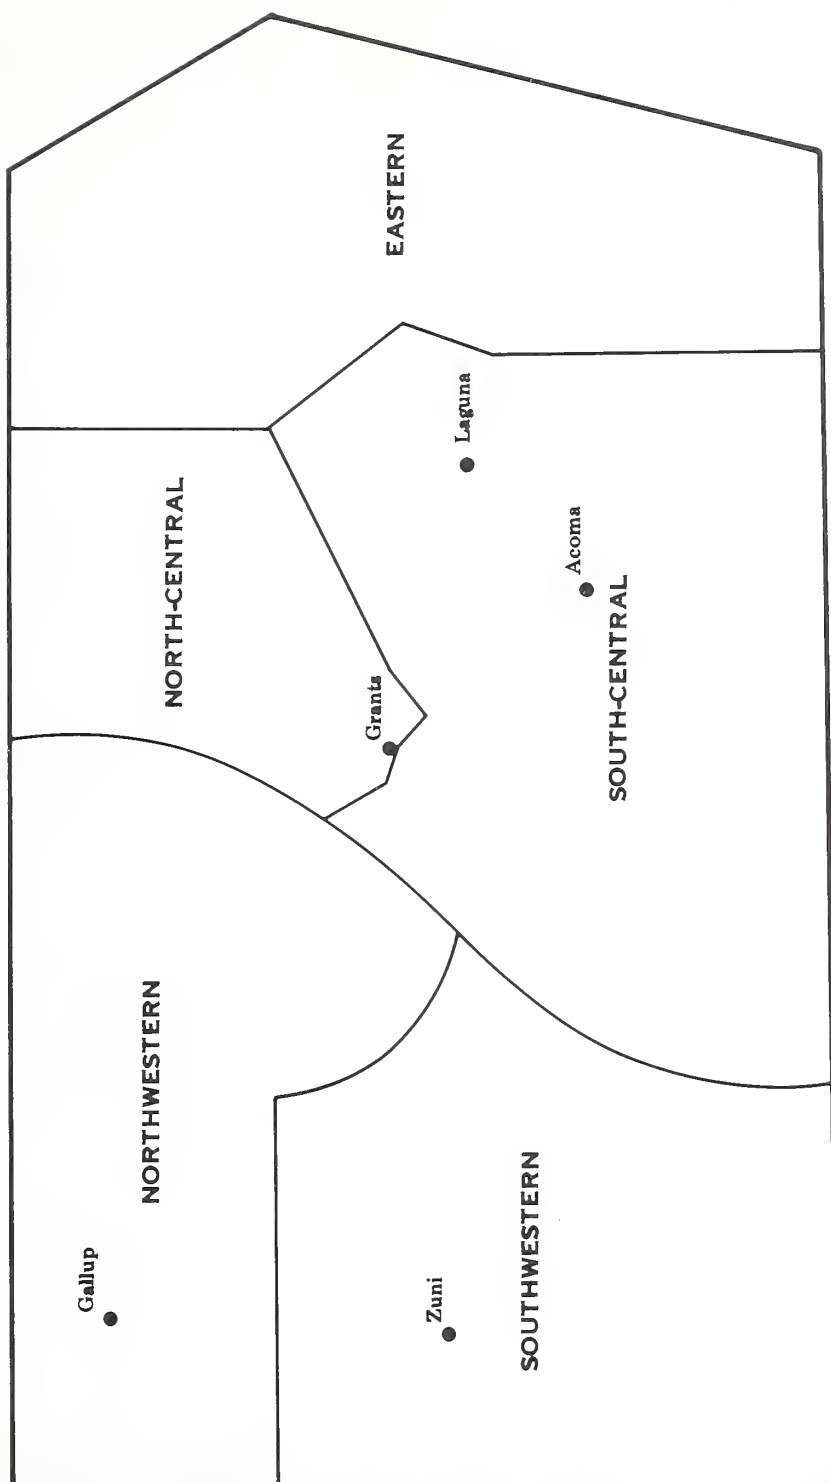 NORTHWESTERN
Gallup
NORTH-CENTRAL
EASTERN
Grants
Laguna
Zuni
Acoma
SOUTHWESTERN
SOUTH-CENTRAL